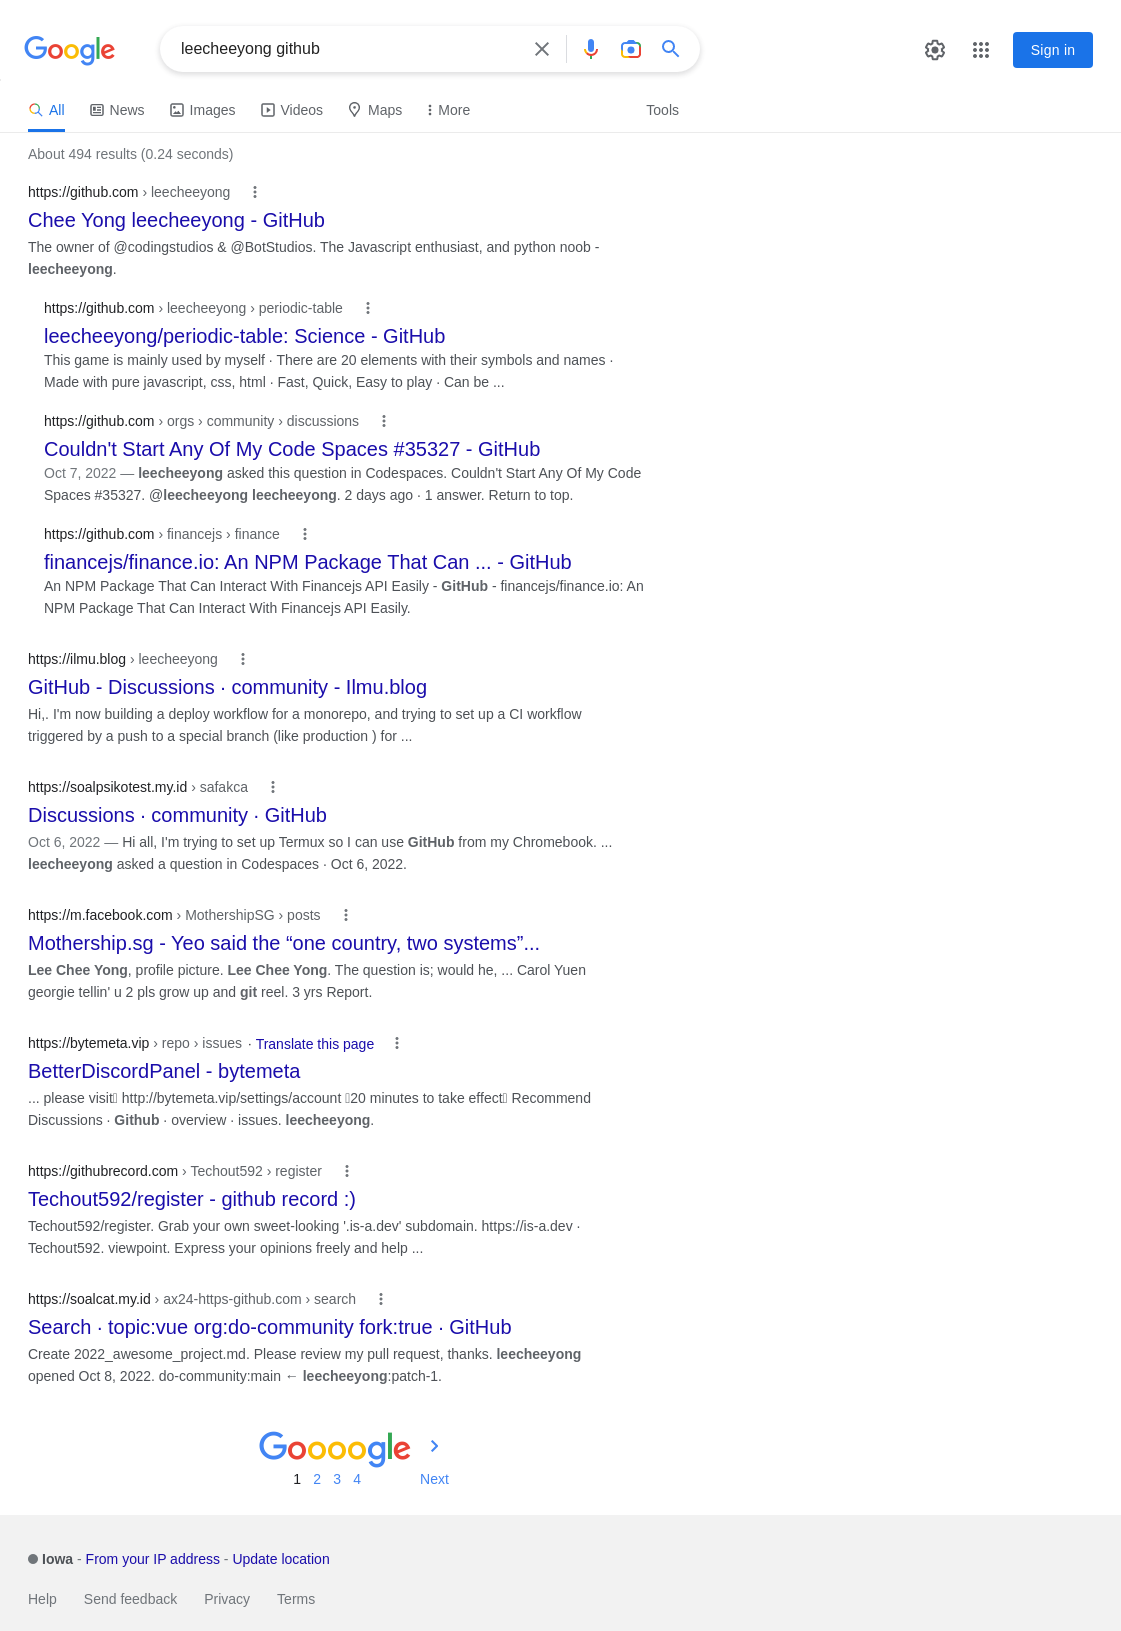 Google
leecheeyong github
Sign in
All
News
Images
Videos
Maps
More
Tools
About 494 results (0.24 seconds)
https://github.com › leecheeyong
Chee Yong leecheeyong - GitHub
The owner of @codingstudios & @BotStudios. The Javascript enthusiast, and python noob -
leecheeyong.
https://github.com › leecheeyong › periodic-table
leecheeyong/periodic-table: Science - GitHub
This game is mainly used by myself · There are 20 elements with their symbols and names ·
Made with pure javascript, css, html · Fast, Quick, Easy to play · Can be ...
https://github.com › orgs › community › discussions
Couldn't Start Any Of My Code Spaces #35327 - GitHub
Oct 7, 2022 — leecheeyong asked this question in Codespaces. Couldn't Start Any Of My Code
Spaces #35327. @leecheeyong leecheeyong. 2 days ago · 1 answer. Return to top.
https://github.com › financejs › finance
financejs/finance.io: An NPM Package That Can ... - GitHub
An NPM Package That Can Interact With Financejs API Easily - GitHub - financejs/finance.io: An
NPM Package That Can Interact With Financejs API Easily.
https://ilmu.blog › leecheeyong
GitHub - Discussions · community - Ilmu.blog
Hi,. I'm now building a deploy workflow for a monorepo, and trying to set up a CI workflow
triggered by a push to a special branch (like production ) for ...
https://soalpsikotest.my.id › safakca
Discussions · community · GitHub
Oct 6, 2022 — Hi all, I'm trying to set up Termux so I can use GitHub from my Chromebook. ...
leecheeyong asked a question in Codespaces · Oct 6, 2022.
https://m.facebook.com › MothershipSG › posts
Mothership.sg - Yeo said the “one country, two systems”...
Lee Chee Yong, profile picture. Lee Chee Yong. The question is; would he, ... Carol Yuen
georgie tellin' u 2 pls grow up and git reel. 3 yrs Report.
https://bytemeta.vip › repo › issues · Translate this page
BetterDiscordPanel - bytemeta
... please visit http://bytemeta.vip/settings/account 20 minutes to take effect Recommend
Discussions · Github · overview · issues. leecheeyong.
https://githubrecord.com › Techout592 › register
Techout592/register - github record :)
Techout592/register. Grab your own sweet-looking '.is-a.dev' subdomain. https://is-a.dev ·
Techout592. viewpoint. Express your opinions freely and help ...
https://soalcat.my.id › ax24-https-github.com › search
Search · topic:vue org:do-community fork:true · GitHub
Create 2022_awesome_project.md. Please review my pull request, thanks. leecheeyong
opened Oct 8, 2022. do-community:main ← leecheeyong:patch-1.
Goooogle
1 2 3 4 Next
Iowa - From your IP address - Update location
Help Send feedback Privacy Terms